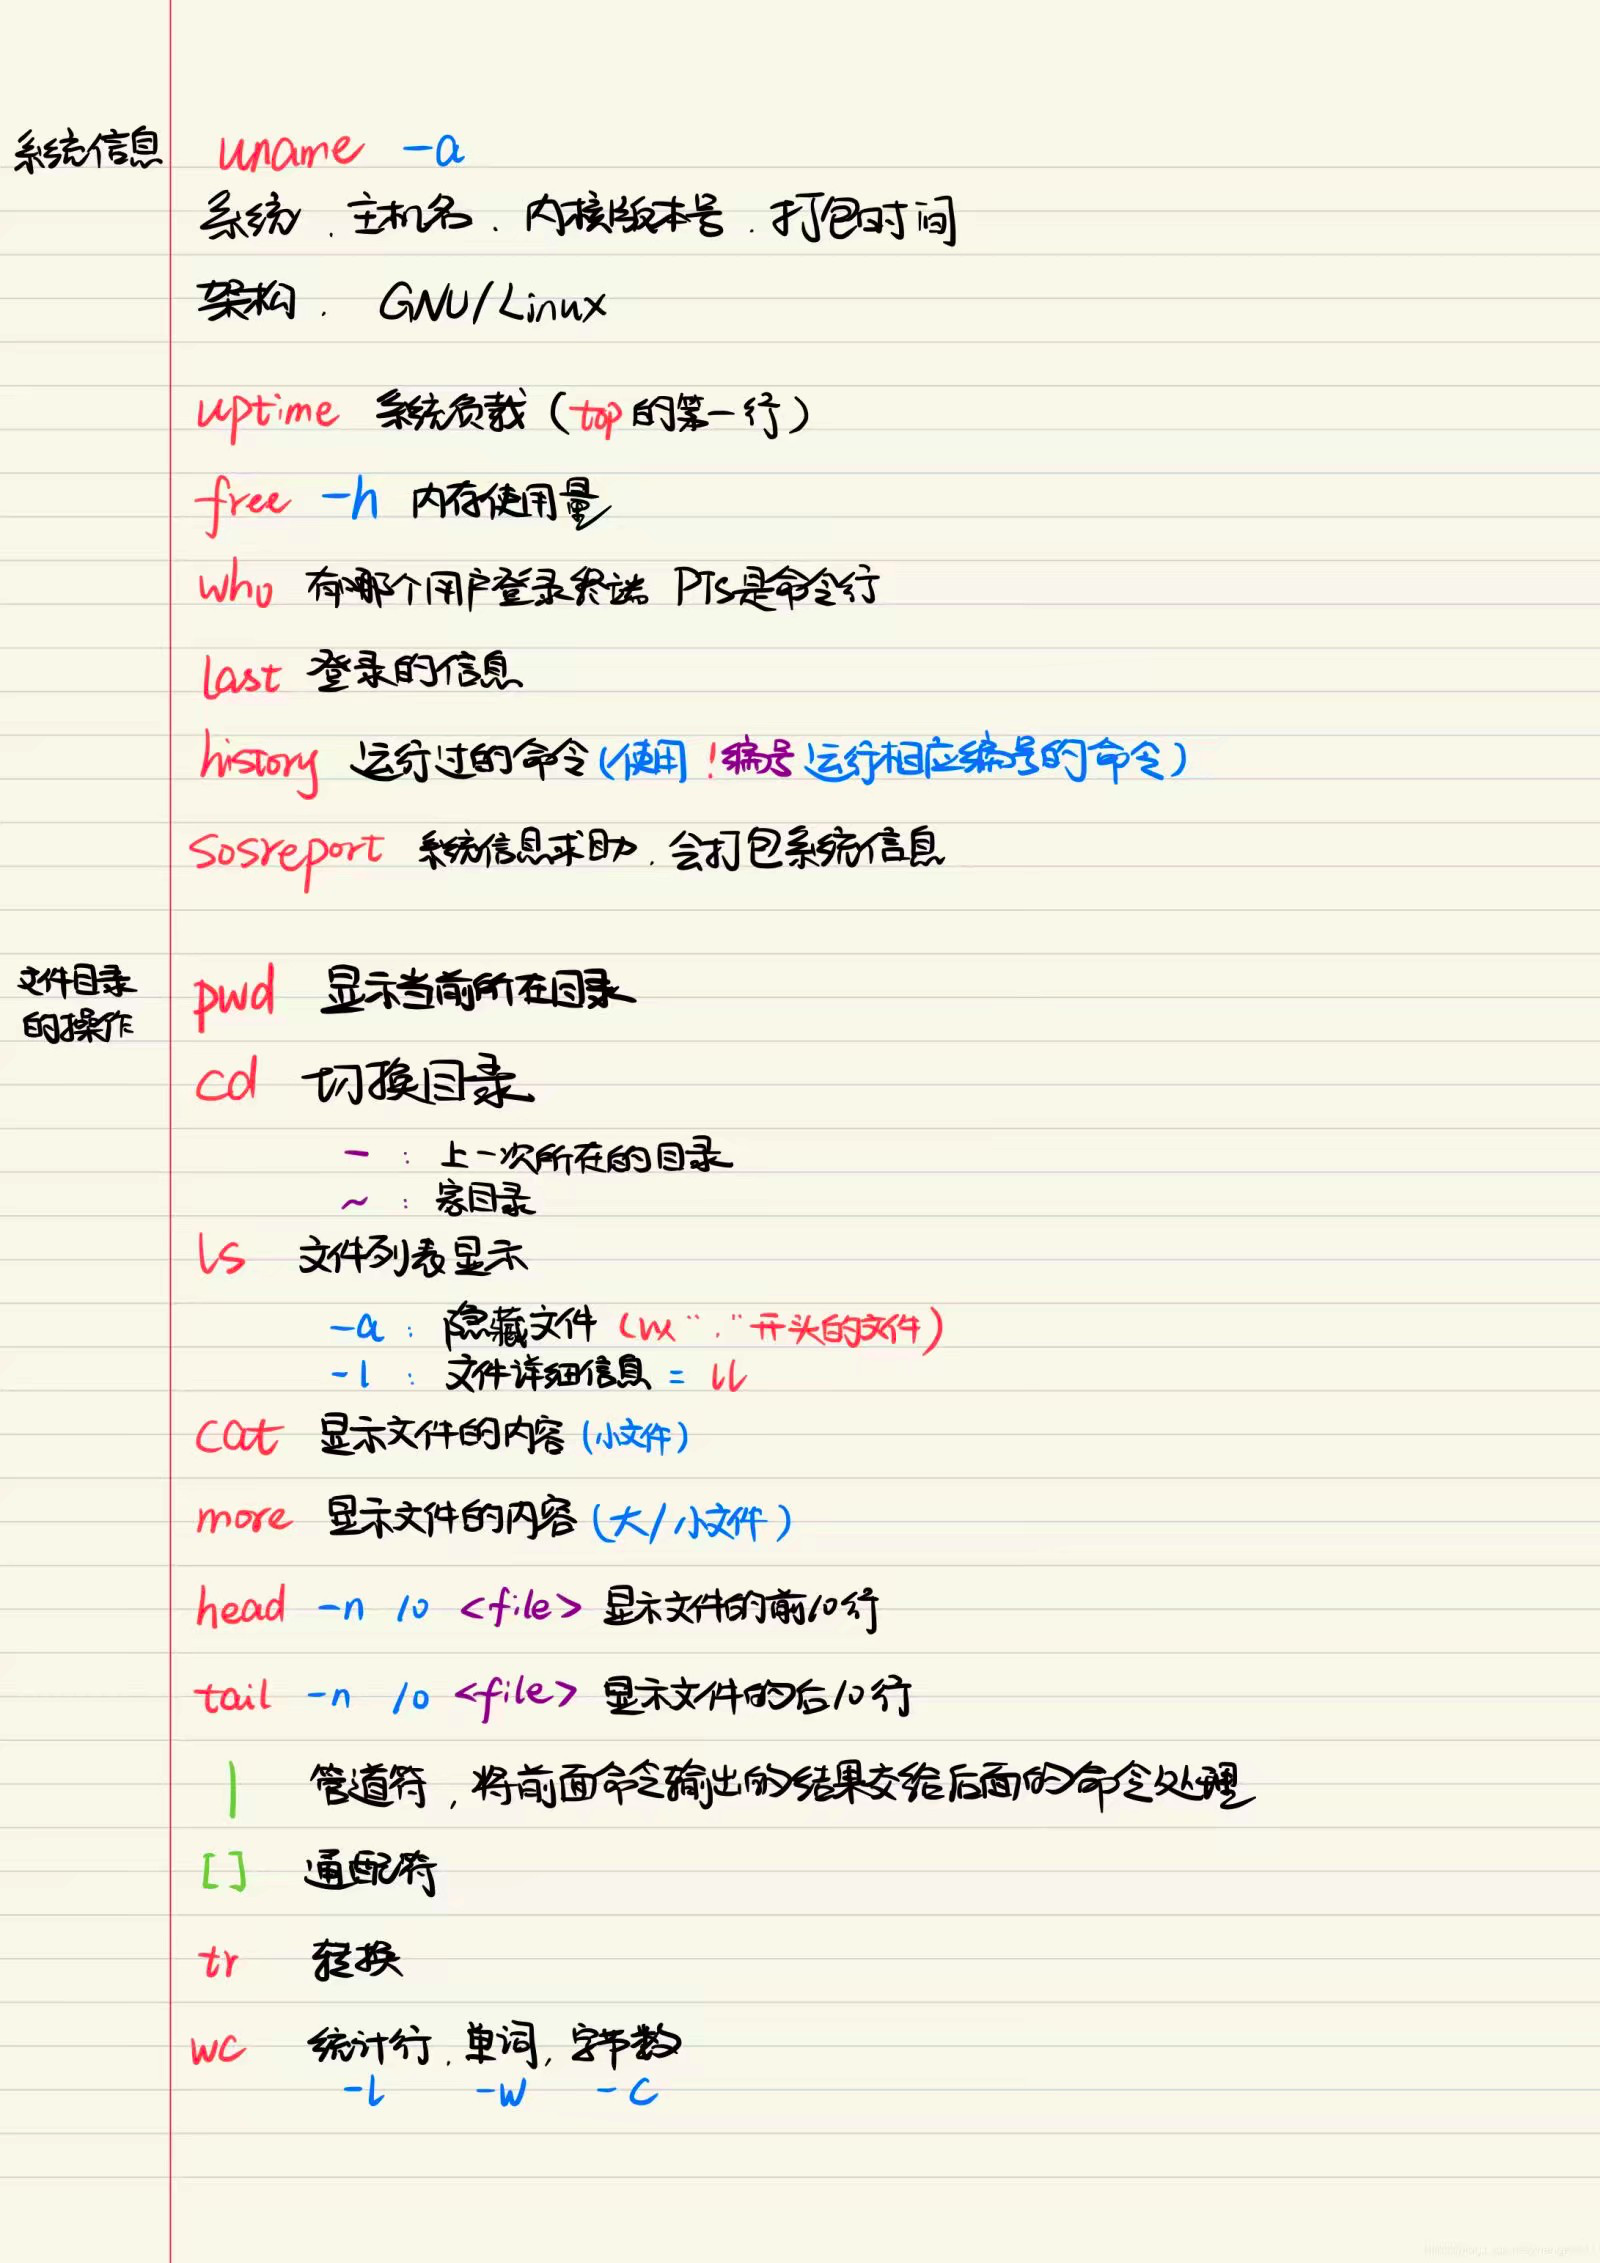 系统信息 uname -a
系统、主机名、内核版本号、打包时间
架构、 GNU/Linux
uptime 系统负载（top的第一行）
free -h 内存使用量
who 有哪个用户登录终端 PTS是命令行
last 登录的信息
history 运行过的命令(使用 !编号 运行相应编号的命令)
sosreport 系统信息求助，会打包系统信息
文件目录 pwd 显示当前所在目录
的操作
cd 切换目录
- : 上一次所在的目录
~ : 家目录
ls 文件列表显示
-a : 隐藏文件（以"."开头的文件）
-l : 文件详细信息 = ll
cat 显示文件的内容（小文件）
more 显示文件的内容（大/小文件）
head -n 10 <file> 显示文件的前10行
tail -n 10 <file> 显示文件的后10行
| 管道符，将前面命令输出的结果交给后面的命令处理
[] 通配符
tr 转换
wc 统计行，单词，字节数
-l -w -c